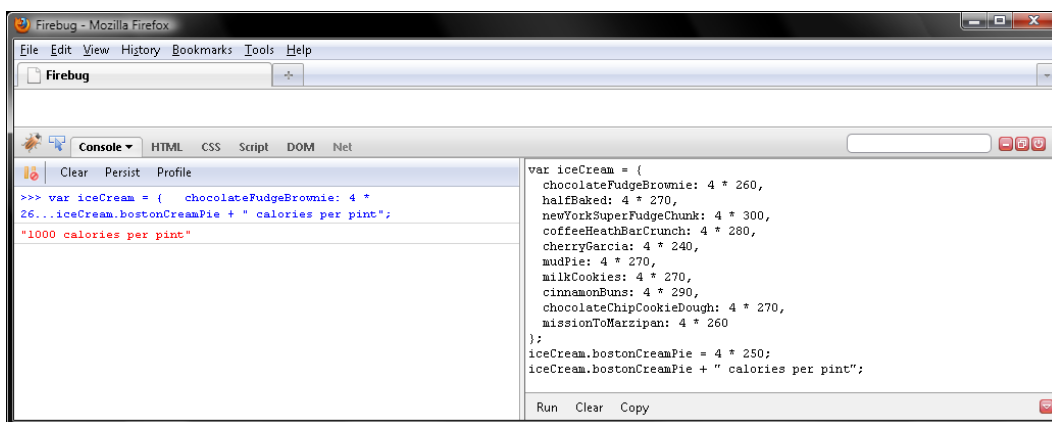 Firebug - Mozilla Firefox
File Edit View History Bookmarks Tools Help
Firebug
Console HTML CSS Script DOM Net
Clear Persist Profile
>>> var iceCream = {   chocolateFudgeBrownie: 4 *
26...iceCream.bostonCreamPie + " calories per pint";
"1000 calories per pint"
var iceCream = {
  chocolateFudgeBrownie: 4 * 260,
  halfBaked: 4 * 270,
  newYorkSuperFudgeChunk: 4 * 300,
  coffeeHeathBarCrunch: 4 * 280,
  cherryGarcia: 4 * 240,
  mudPie: 4 * 270,
  milkCookies: 4 * 270,
  cinnamonBuns: 4 * 290,
  chocolateChipCookieDough: 4 * 270,
  missionToMarzipan: 4 * 260
};
iceCream.bostonCreamPie = 4 * 250;
iceCream.bostonCreamPie + " calories per pint";
Run Clear Copy